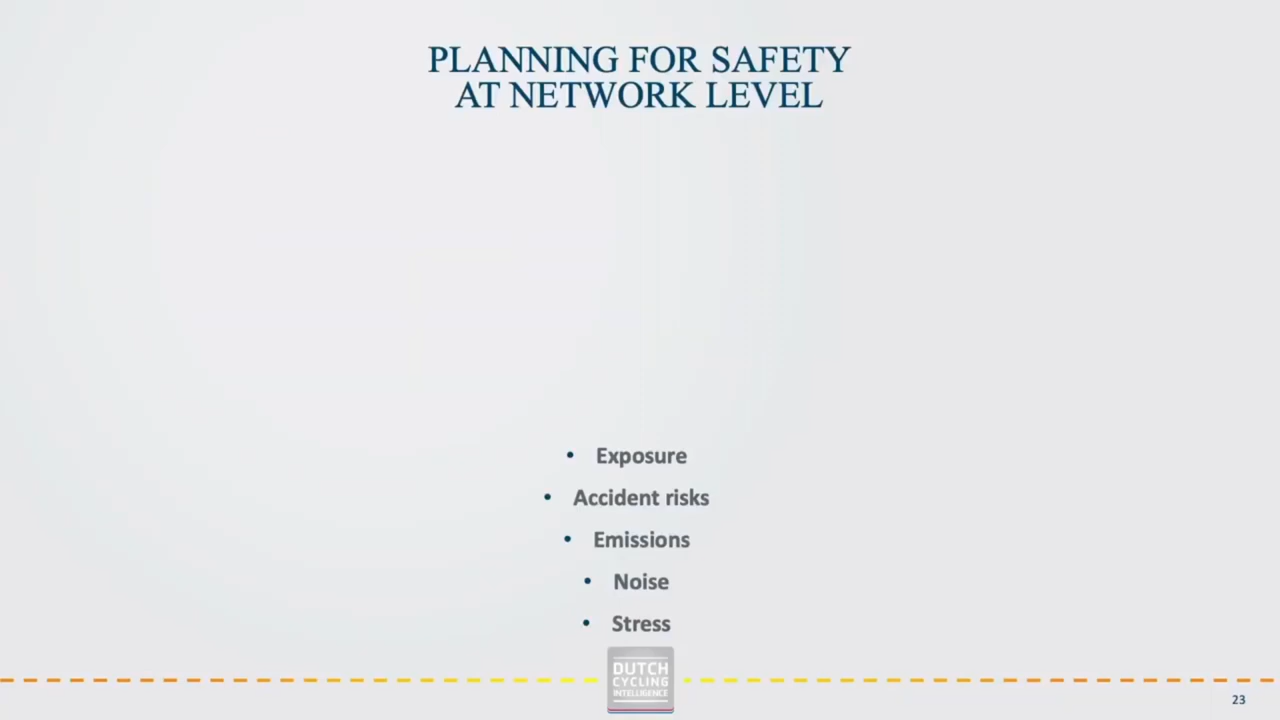 PLANNING FOR SAFETY
AT NETWORK LEVEL
• Exposure
• Accident risks
• Emissions
• Noise
• Stress
DUTCH
CYCLING
INTELLIGENCE
23